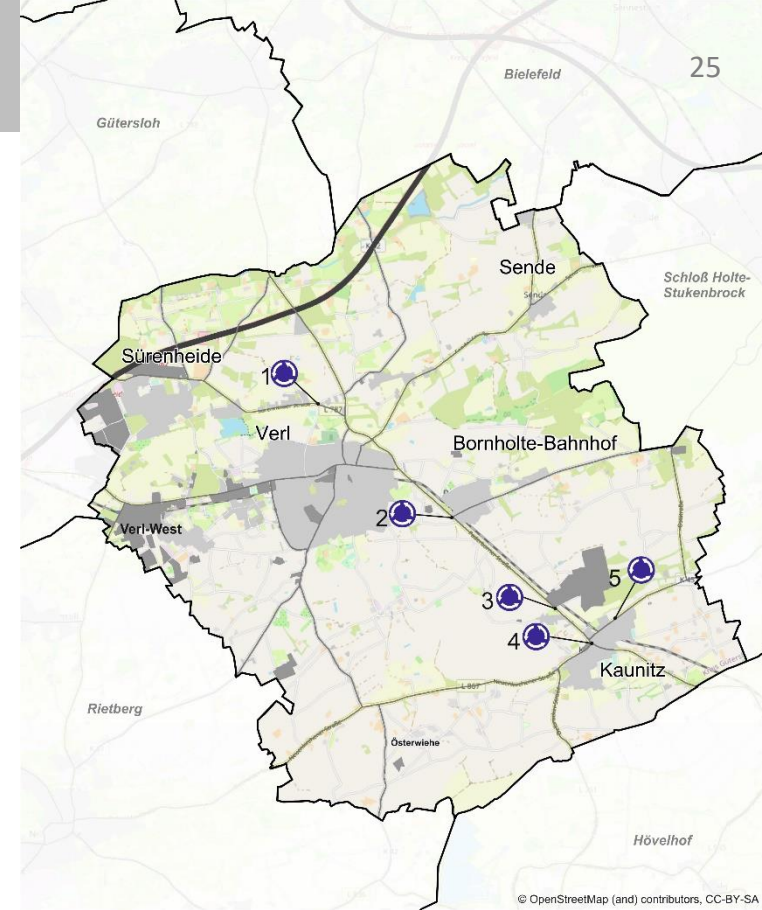 25
Bielefeld
Gütersloh
Sende
Schloß Holte-
Stukenbrock
Sürenheide
1
Verl
Bornholte-Bahnhof
2
Verl-West
5
3
4
Kaunitz
L 867
Rietberg
Österwiehe
Hövelhof
© OpenStreetMap (and) contributors, CC-BY-SA